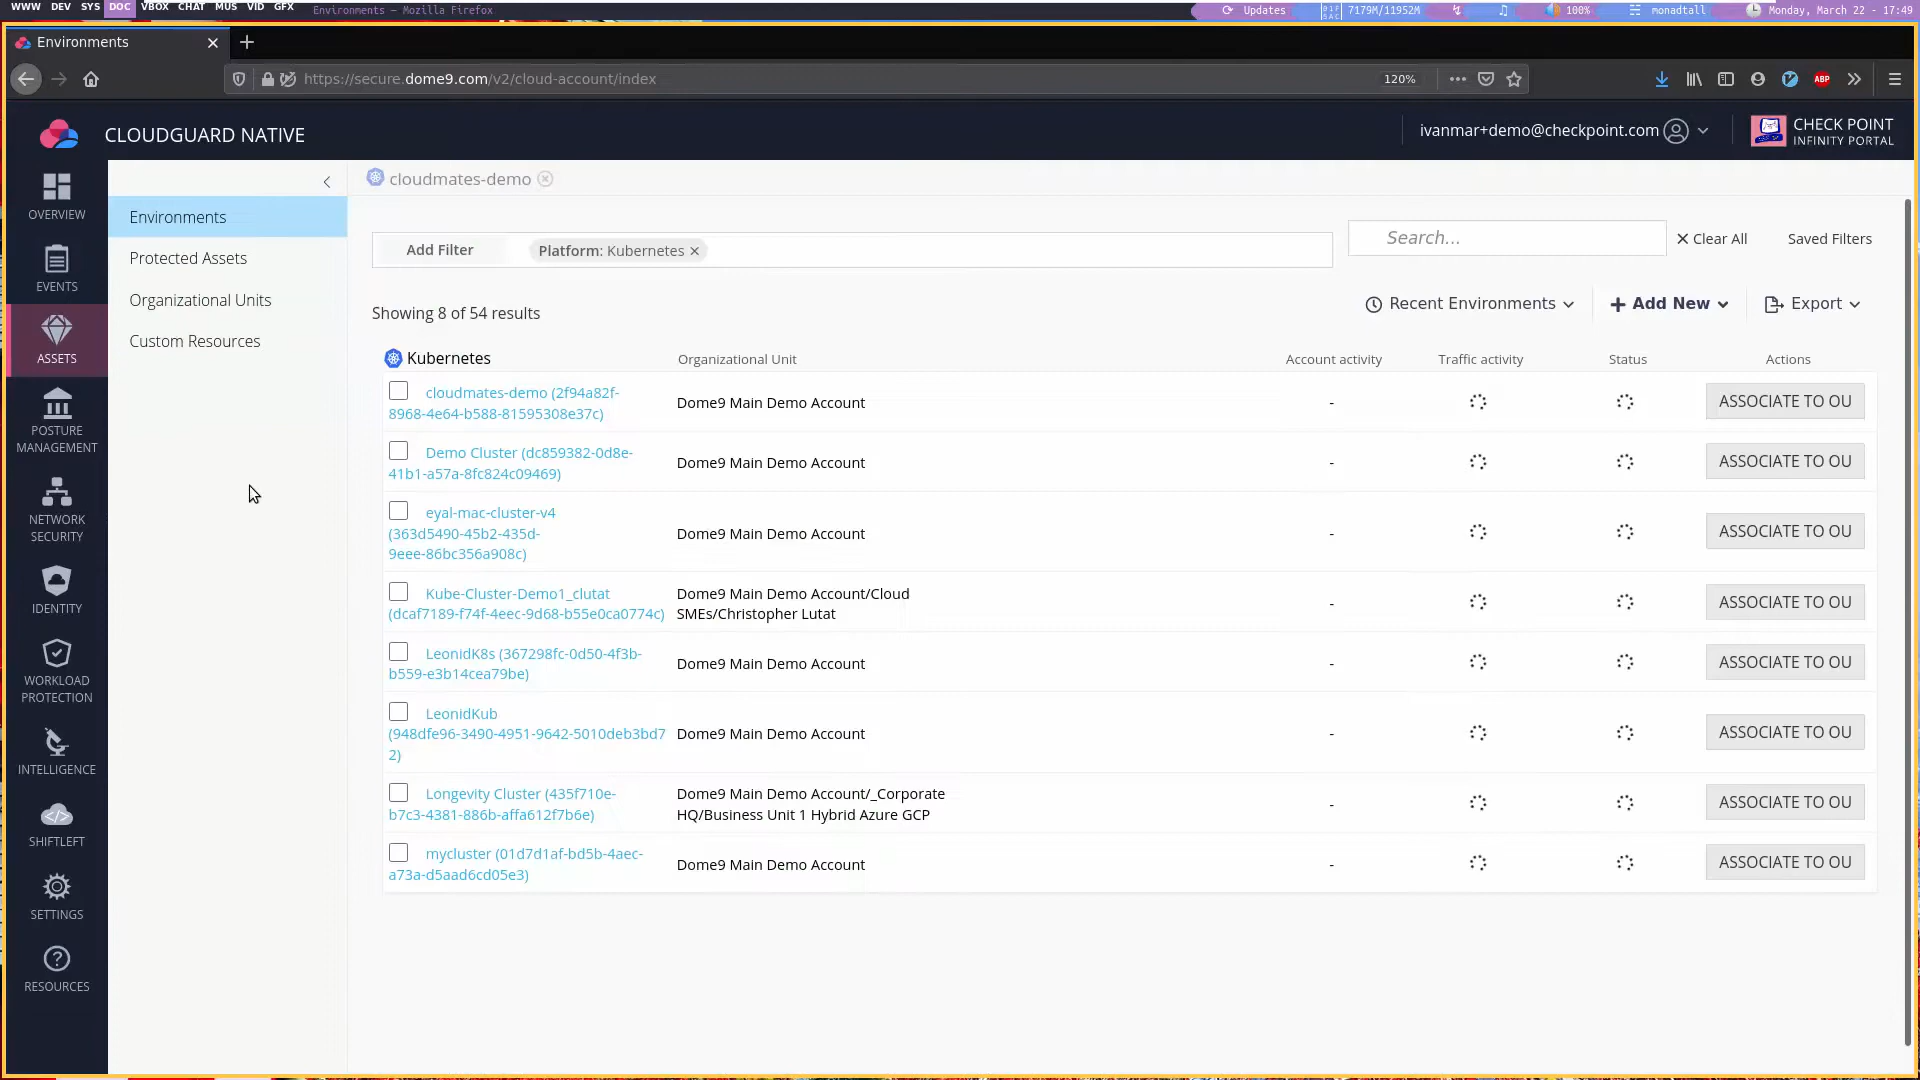 WWW DEV SYS DOC VBOX CHAT MUS VID GFX Environments — Mozilla Firefox Updates 7179M/11952M 100% monadtall Monday, March 22 - 17:49
Environments
https://secure.dome9.com/v2/cloud-account/index 120% ABP
CLOUDGUARD NATIVE ivanmar+demo@checkpoint.com CHECK POINT
INFINITY PORTAL
OVERVIEW
EVENTS
ASSETS
POSTURE
MANAGEMENT
NETWORK
SECURITY
IDENTITY
WORKLOAD
PROTECTION
INTELLIGENCE
SHIFTLEFT
SETTINGS
RESOURCES
Environments
Protected Assets
Organizational Units
Custom Resources
cloudmates-demo
Add Filter Platform: Kubernetes Search... Clear All Saved Filters
Showing 8 of 54 results Recent Environments Add New Export
Kubernetes Organizational Unit Account activity Traffic activity Status Actions
cloudmates-demo (2f94a82f-
8968-4e64-b588-81595308e37c) Dome9 Main Demo Account - ASSOCIATE TO OU
Demo Cluster (dc859382-0d8e-
41b1-a57a-8fc824c09469) Dome9 Main Demo Account - ASSOCIATE TO OU
eyal-mac-cluster-v4
(363d5490-45b2-435d-
9eee-86bc356a908c) Dome9 Main Demo Account - ASSOCIATE TO OU
Kube-Cluster-Demo1_clutat Dome9 Main Demo Account/Cloud
(dcaf7189-f74f-4eec-9d68-b55e0ca0774c) SMEs/Christopher Lutat - ASSOCIATE TO OU
LeonidK8s (367298fc-0d50-4f3b-
b559-e3b14cea79be) Dome9 Main Demo Account - ASSOCIATE TO OU
LeonidKub
(948dfe96-3490-4951-9642-5010deb3bd7
2) Dome9 Main Demo Account - ASSOCIATE TO OU
Longevity Cluster (435f710e- Dome9 Main Demo Account/_Corporate
b7c3-4381-886b-affa612f7b6e) HQ/Business Unit 1 Hybrid Azure GCP - ASSOCIATE TO OU
mycluster (01d7d1af-bd5b-4aec-
a73a-d5aad6cd05e3) Dome9 Main Demo Account - ASSOCIATE TO OU